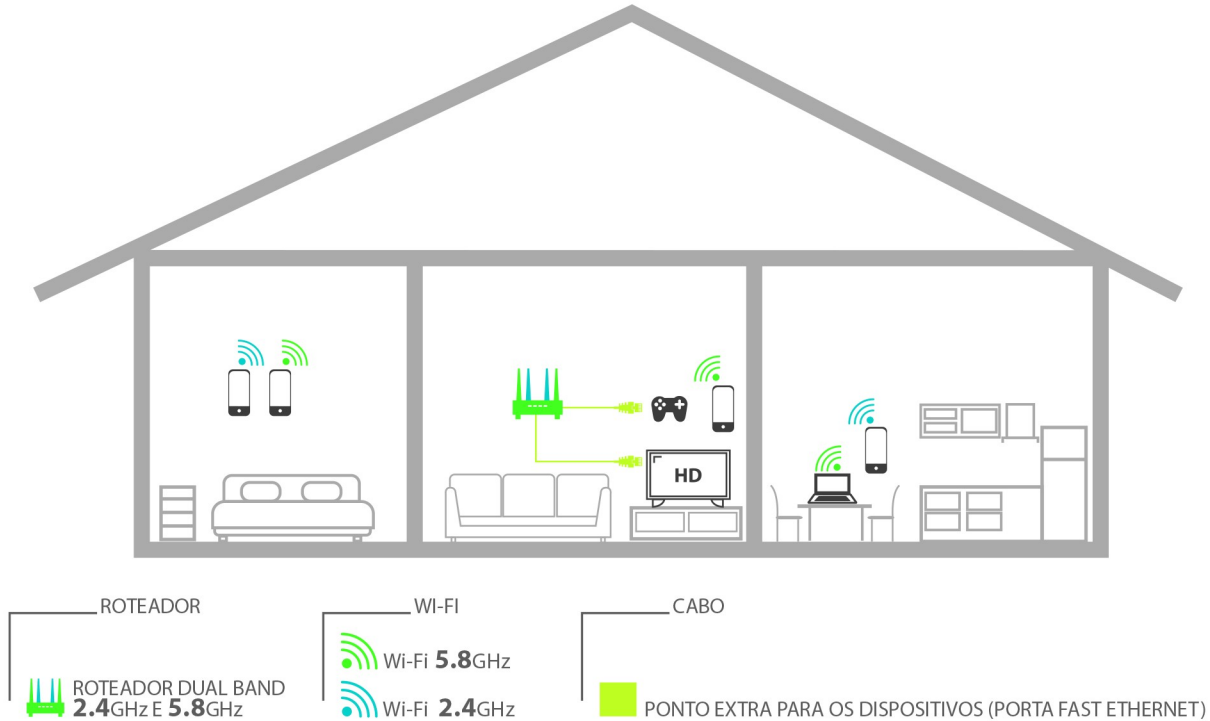 HD
ROTEADOR
ROTEADOR DUAL BAND
2.4GHz E 5.8GHz
WI-FI
Wi-Fi 5.8GHz
Wi-Fi 2.4GHz
CABO
PONTO EXTRA PARA OS DISPOSITIVOS (PORTA FAST ETHERNET)